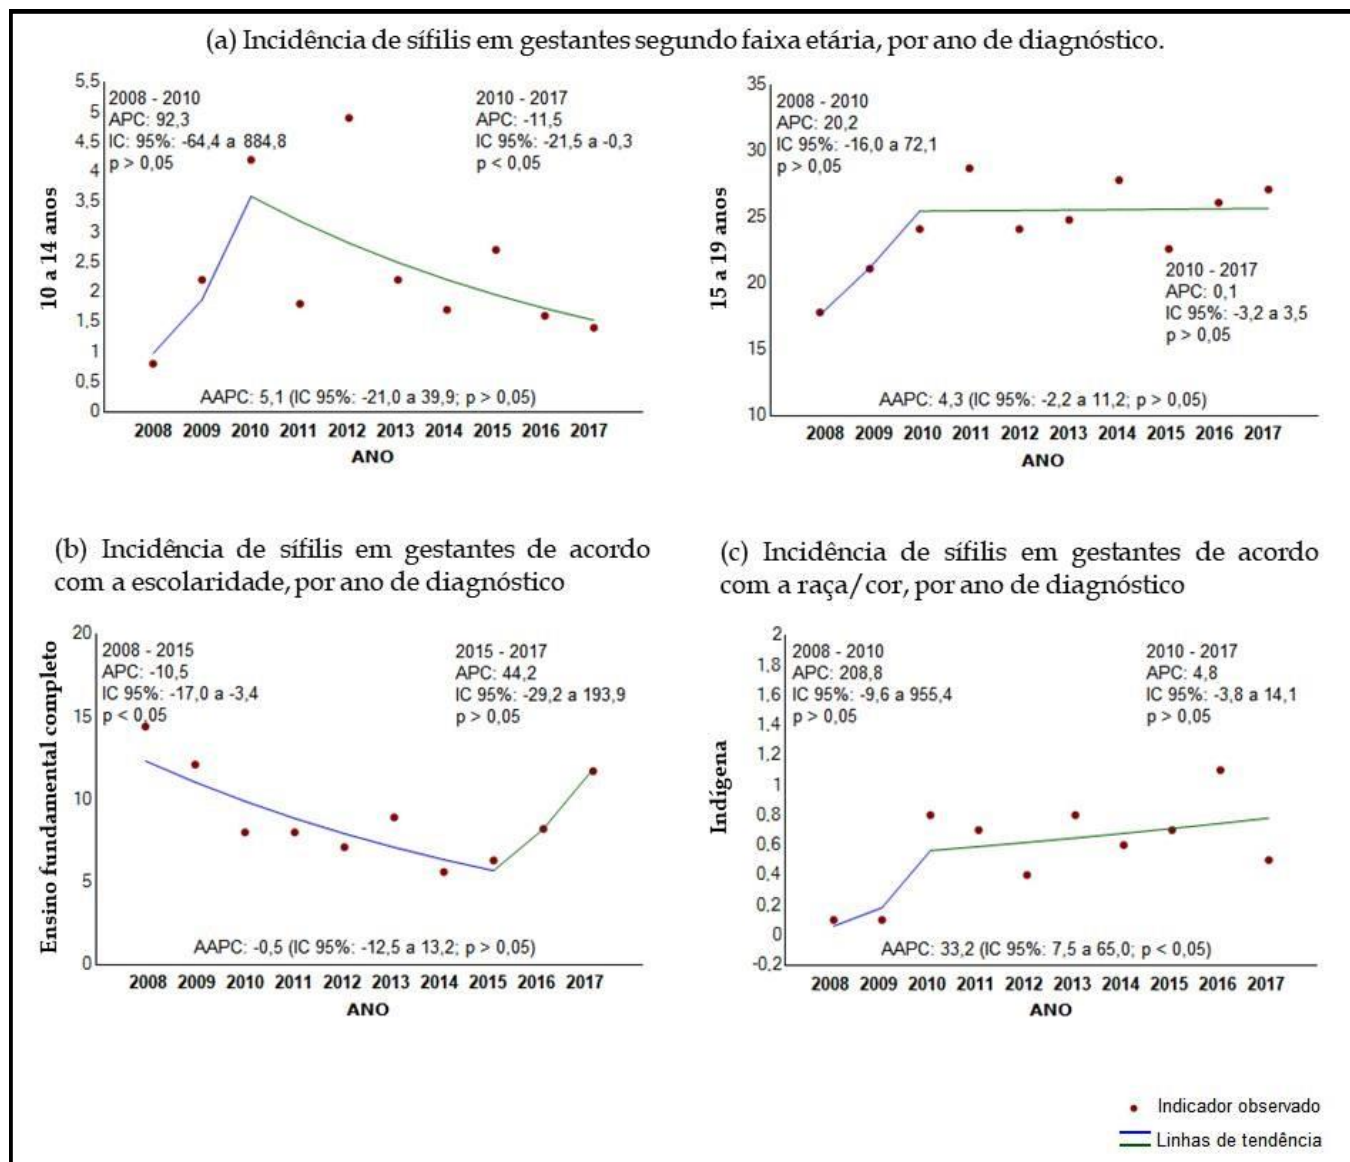 (a) Incidência de sífilis em gestantes segundo faixa etária, por ano de diagnóstico.
10 a 14 anos
5,5
5
4,5
4
3,5
3
2,5
2
1,5
1
0,5
0
2008 - 2010
APC: 92,3
IC: 95%: -64,4 a 884,8
p > 0,05
2010 - 2017
APC: -11,5
IC 95%: -21,5 a -0,3
p < 0,05
AAPC: 5,1 (IC 95%: -21,0 a 39,9; p > 0,05)
2008 2009 2010 2011 2012 2013 2014 2015 2016 2017
ANO
15 a 19 anos
35
30
25
20
15
10
2008 - 2010
APC: 20,2
IC 95%: -16,0 a 72,1
p > 0,05
2010 - 2017
APC: 0,1
IC 95%: -3,2 a 3,5
p > 0,05
AAPC: 4,3 (IC 95%: -2,2 a 11,2; p > 0,05)
2008 2009 2010 2011 2012 2013 2014 2015 2016 2017
ANO
(b) Incidência de sífilis em gestantes de acordo
com a escolaridade, por ano de diagnóstico
Ensino fundamental completo
20
15
10
5
0
2008 - 2015
APC: -10,5
IC 95%: -17,0 a -3,4
p < 0,05
2015 - 2017
APC: 44,2
IC 95%: -29,2 a 193,9
p > 0,05
AAPC: -0,5 (IC 95%: -12,5 a 13,2; p > 0,05)
2008 2009 2010 2011 2012 2013 2014 2015 2016 2017
ANO
(c) Incidência de sífilis em gestantes de acordo
com a raça/cor, por ano de diagnóstico
Indígena
2
1,8
1,6
1,4
1,2
1
0,8
0,6
0,4
0,2
0
-0,2
2008 - 2010
APC: 208,8
IC 95%: -9,6 a 955,4
p > 0,05
2010 - 2017
APC: 4,8
IC 95%: -3,8 a 14,1
p > 0,05
AAPC: 33,2 (IC 95%: 7,5 a 65,0; p < 0,05)
2008 2009 2010 2011 2012 2013 2014 2015 2016 2017
ANO
Indicador observado
Linhas de tendência